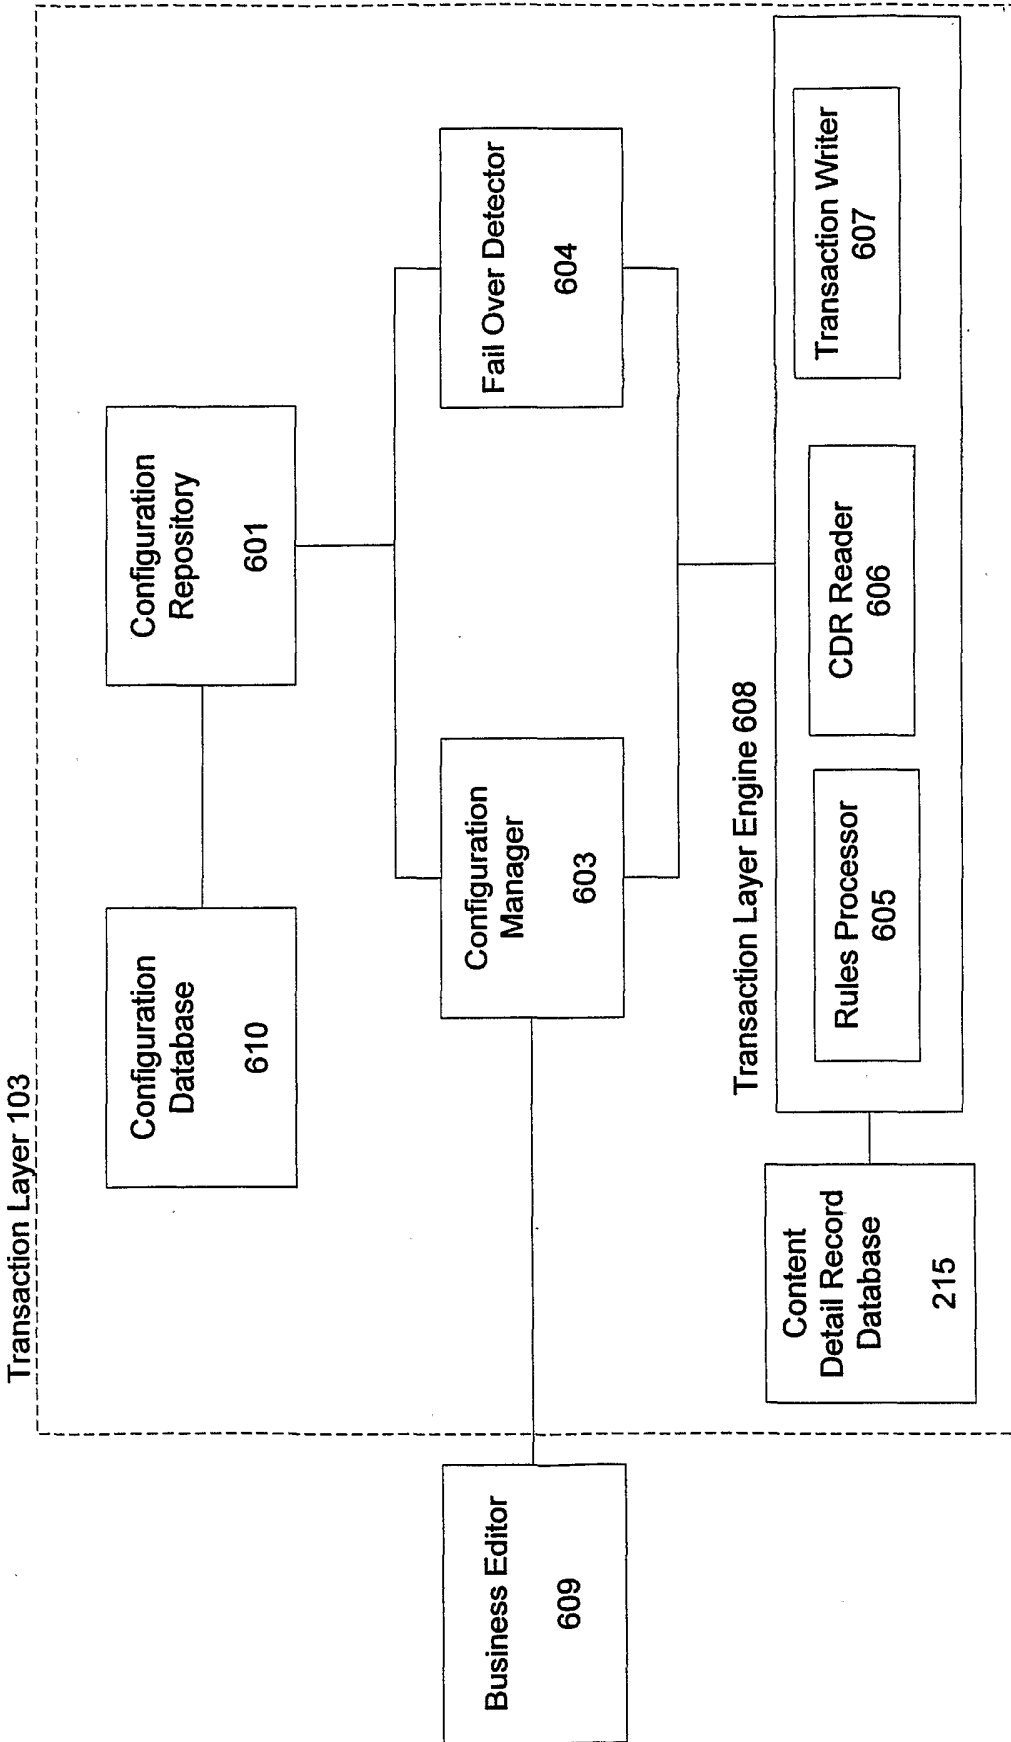 Transaction Layer 103
Configuration
Database
610
Configuration
Repository
601
Business Editor
609
Configuration
Manager
603
Fail Over Detector
604
Transaction Layer Engine 608
Content
Detail Record
Database
215
Rules Processor
605
CDR Reader
606
Transaction Writer
607